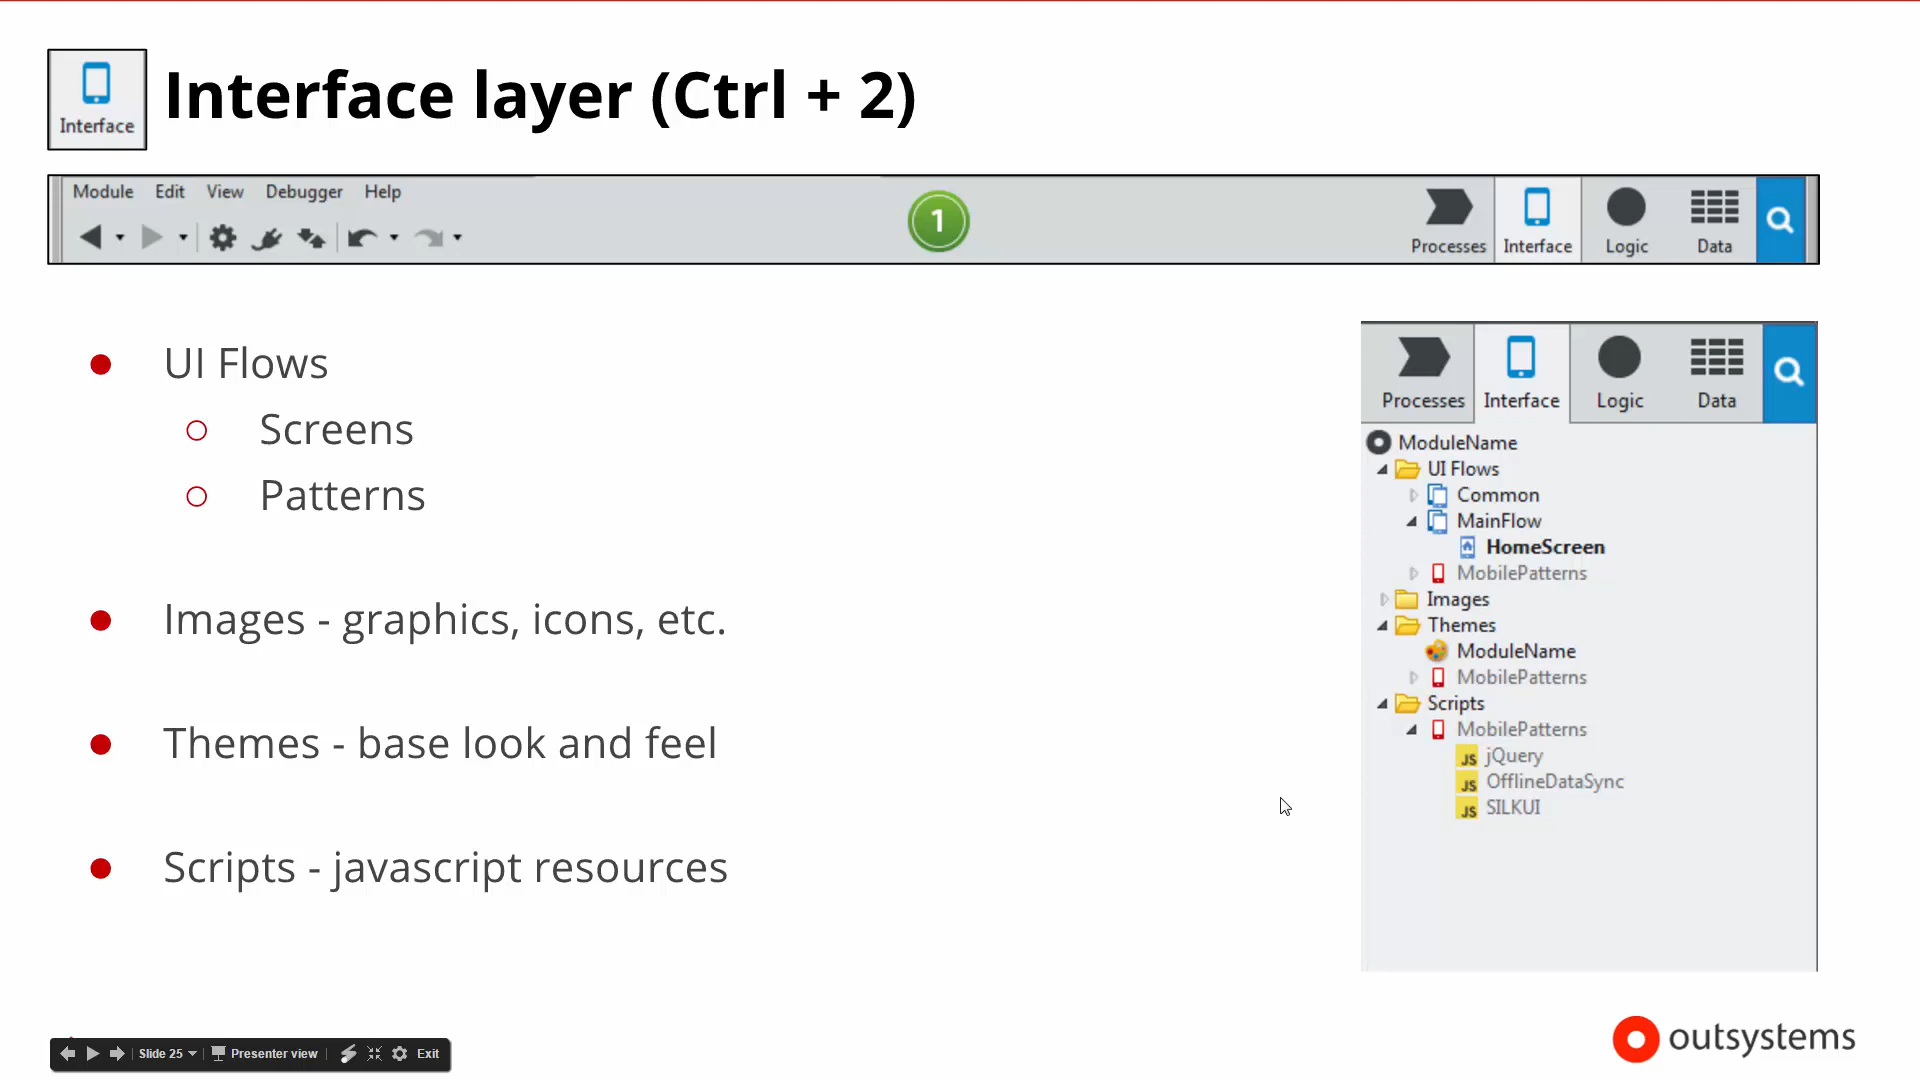 Interface
Interface layer (Ctrl + 2)
Module Edit View Debugger Help
1
Processes Interface Logic Data
UI Flows
Screens
Patterns
Images - graphics, icons, etc.
Themes - base look and feel
Scripts - javascript resources
Processes Interface Logic Data
ModuleName
UI Flows
Common
MainFlow
HomeScreen
MobilePatterns
Images
Themes
ModuleName
MobilePatterns
Scripts
MobilePatterns
JS jQuery
JS OfflineDataSync
JS SILKUI
Slide 25 Presenter view Exit
outsystems